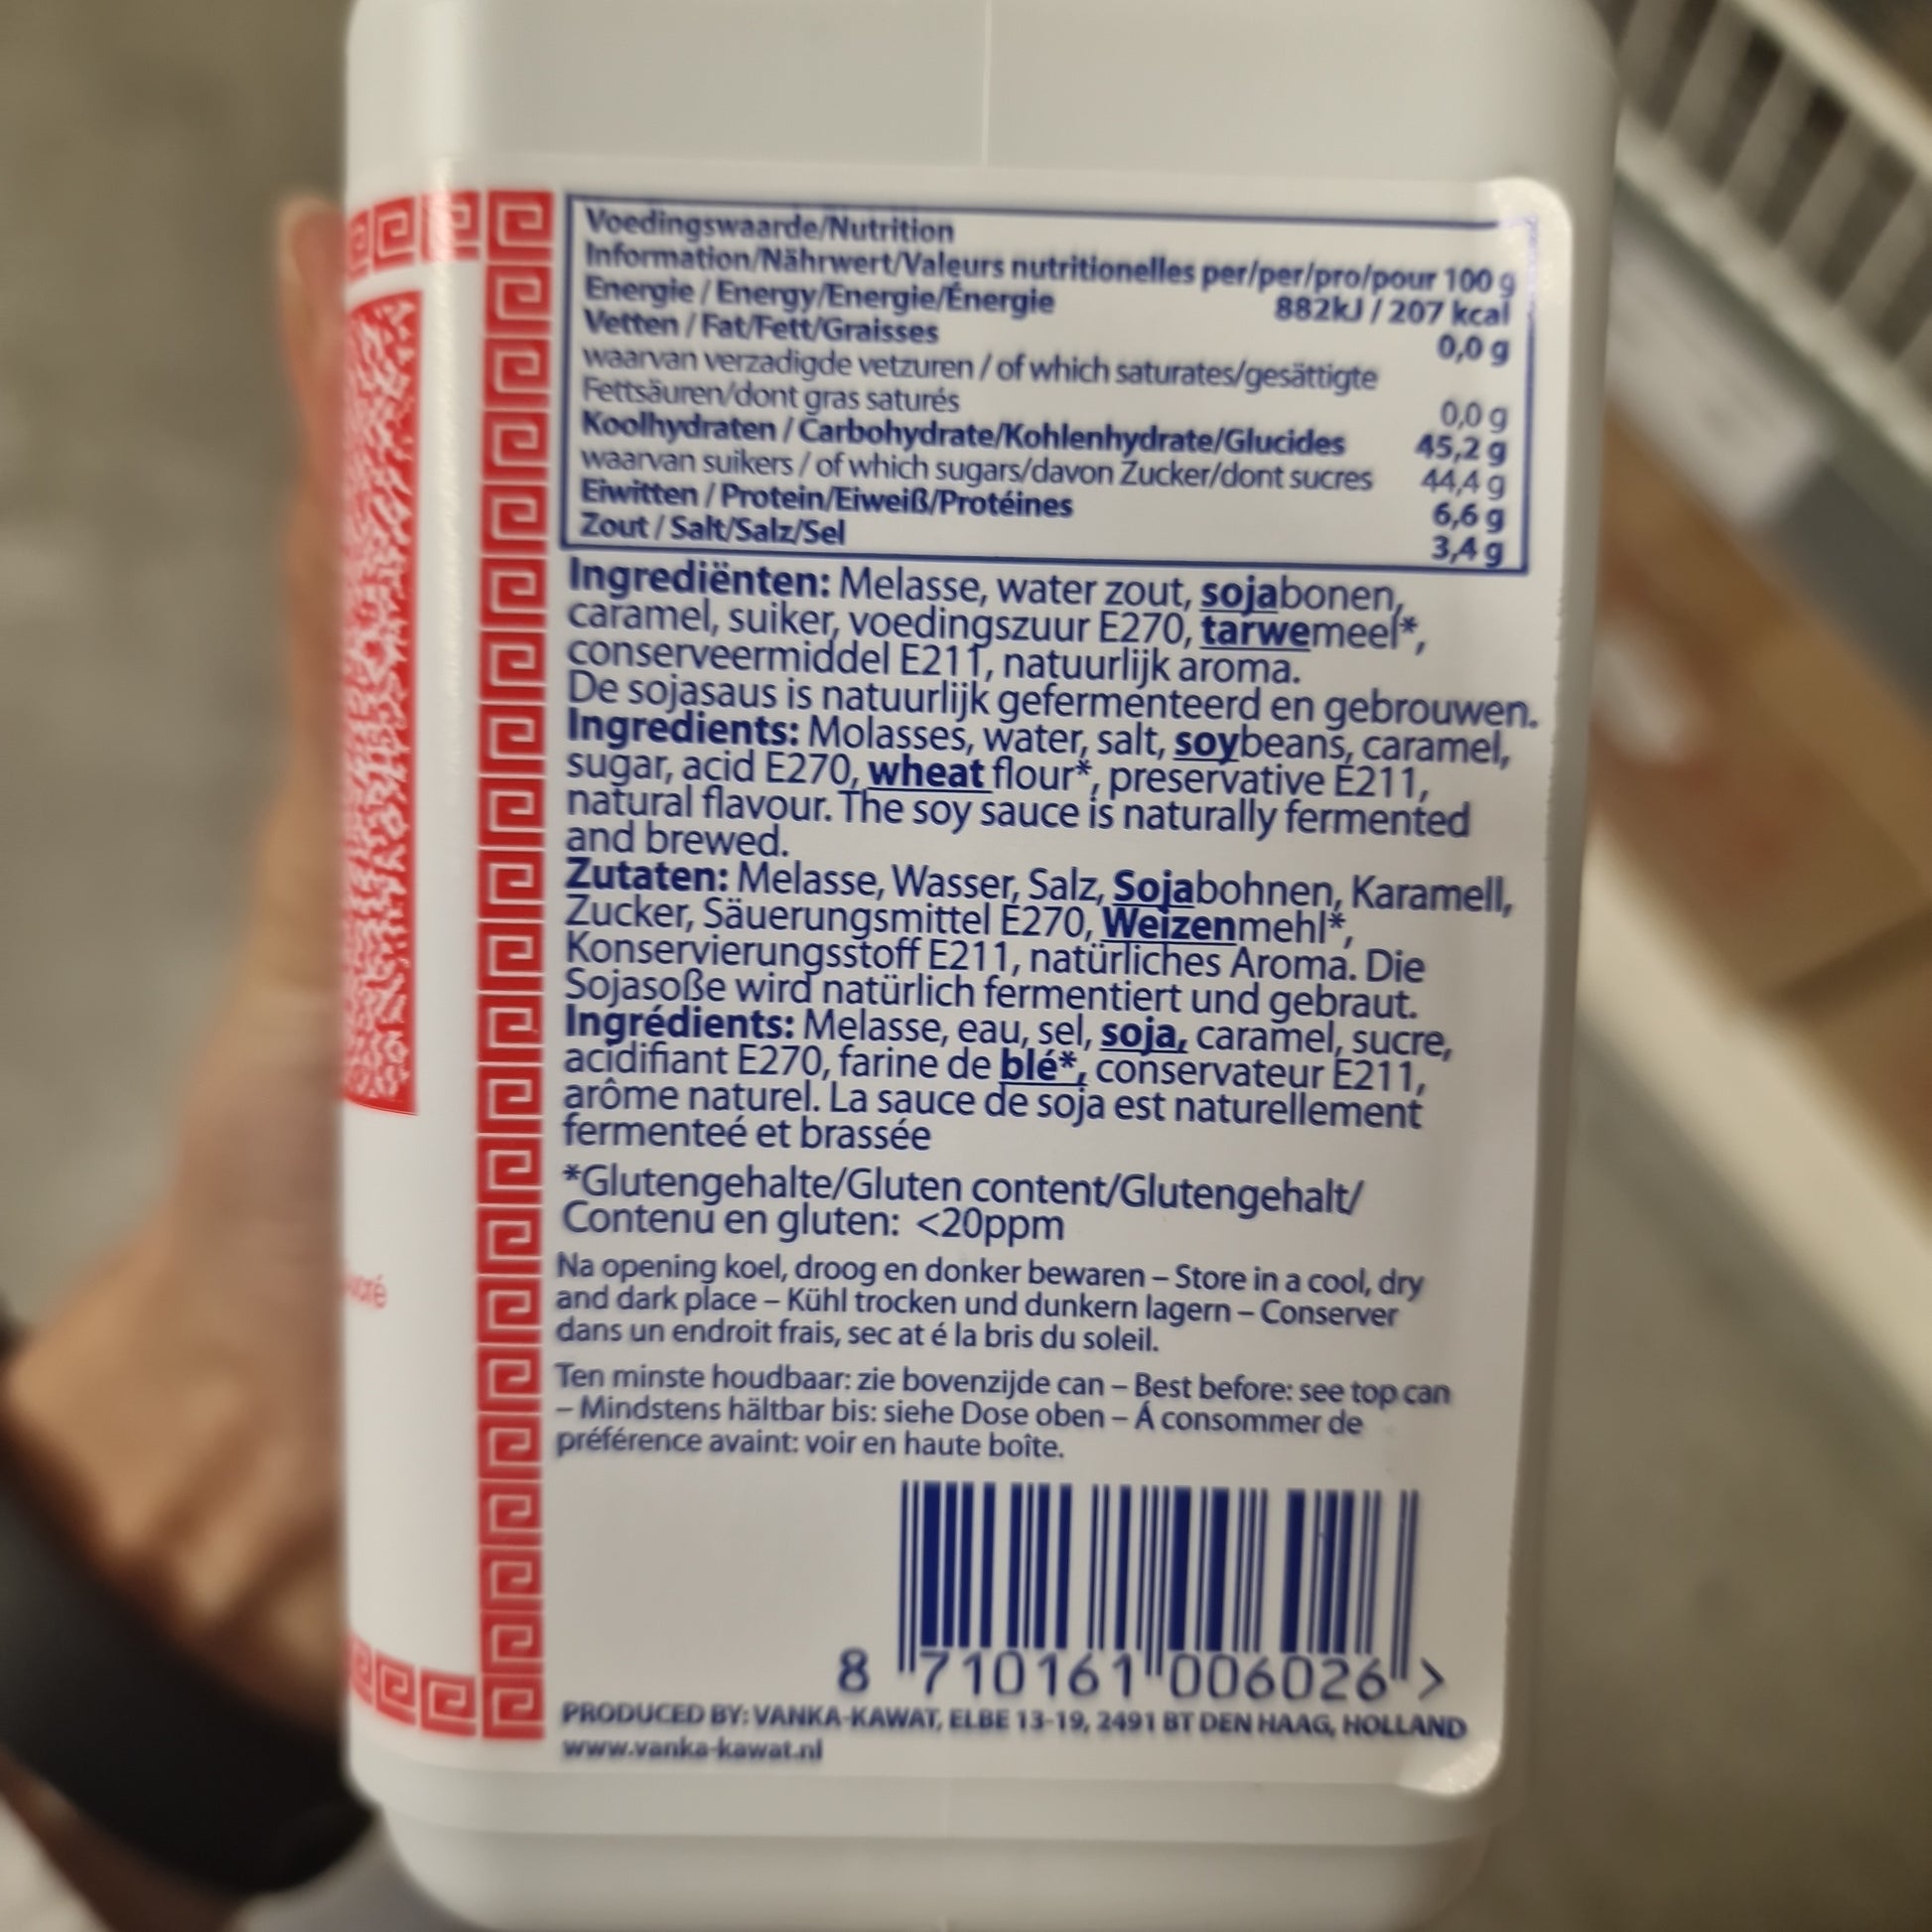 Voedingswaarde/Nutrition
Information/Nährwert/Valeurs nutritionelles per/per/pro/pour 100 g
Energie / Energy/Energie/Énergie 882kJ / 207 kcal
Vetten / Fat/Fett/Graisses 0,0 g
waarvan verzadigde vetzuren / of which saturates/gesättigte
Fettsäuren/dont gras saturés 0,0 g
Koolhydraten / Carbohydrate/Kohlenhydrate/Glucides 45,2 g
waarvan suikers / of which sugars/davon Zucker/dont sucres 44,4 g
Eiwitten / Protein/Eiweiß/Protéines 6,6 g
Zout / Salt/Salz/Sel 3,4 g
Ingrediënten: Melasse, water zout, sojabonen,
caramel, suiker, voedingszuur E270, tarwemeel*,
conserveermiddel E211, natuurlijk aroma.
De sojasaus is natuurlijk gefermenteerd en gebrouwen.
Ingredients: Molasses, water, salt, soybeans, caramel,
sugar, acid E270, wheat flour*, preservative E211,
natural flavour. The soy sauce is naturally fermented
and brewed.
Zutaten: Melasse, Wasser, Salz, Sojabohnen, Karamell,
Zucker, Säuerungsmittel E270, Weizenmehl*,
Konservierungsstoff E211, natürliches Aroma. Die
Sojasoße wird natürlich fermentiert und gebraut.
Ingrédients: Melasse, eau, sel, soja, caramel, sucre,
acidifiant E270, farine de blé*, conservateur E211,
arôme naturel. La sauce de soja est naturellement
fermenteé et brassée
*Glutengehalte/Gluten content/Glutengehalt/
Contenu en gluten: <20ppm
Na opening koel, droog en donker bewaren – Store in a cool, dry
and dark place – Kühl trocken und dunkern lagern – Conserver
dans un endroit frais, sec at é la bris du soleil.
Ten minste houdbaar: zie bovenzijde can – Best before: see top can
– Mindstens hältbar bis: siehe Dose oben – Á consommer de
préférence avaint: voir en haute boîte.
8 710161 006026 >
PRODUCED BY: VANKA-KAWAT, ELBE 13-19, 2491 BT DEN HAAG, HOLLAND
www.vanka-kawat.nl